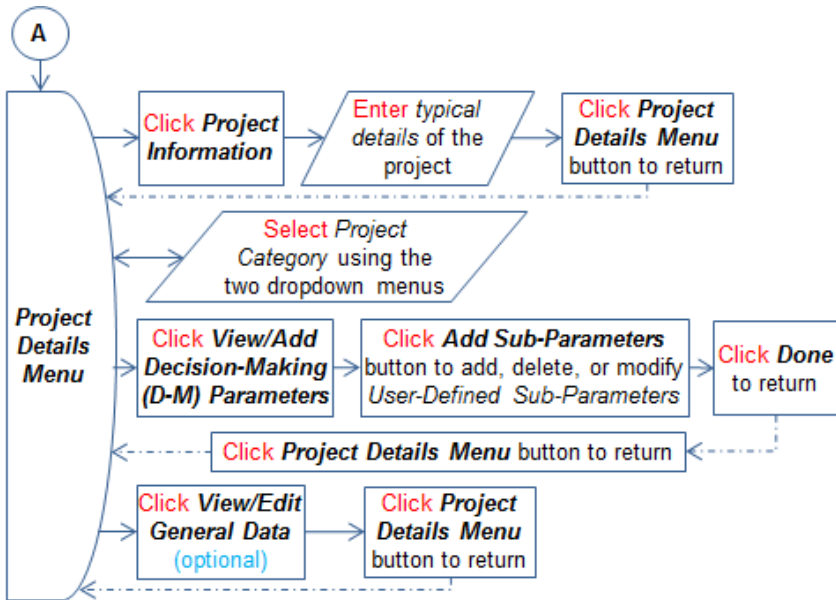 A
Click Project
Information
Enter typical
details of the
project
Click Project
Details Menu
button to return
Select Project
Category using the
two dropdown menus
Project
Details
Menu
Click View/Add
Decision-Making
(D-M) Parameters
Click Add Sub-Parameters
button to add, delete, or modify
User-Defined Sub-Parameters
Click Done
to return
Click Project Details Menu button to return
Click View/Edit
General Data
(optional)
Click Project
Details Menu
button to return